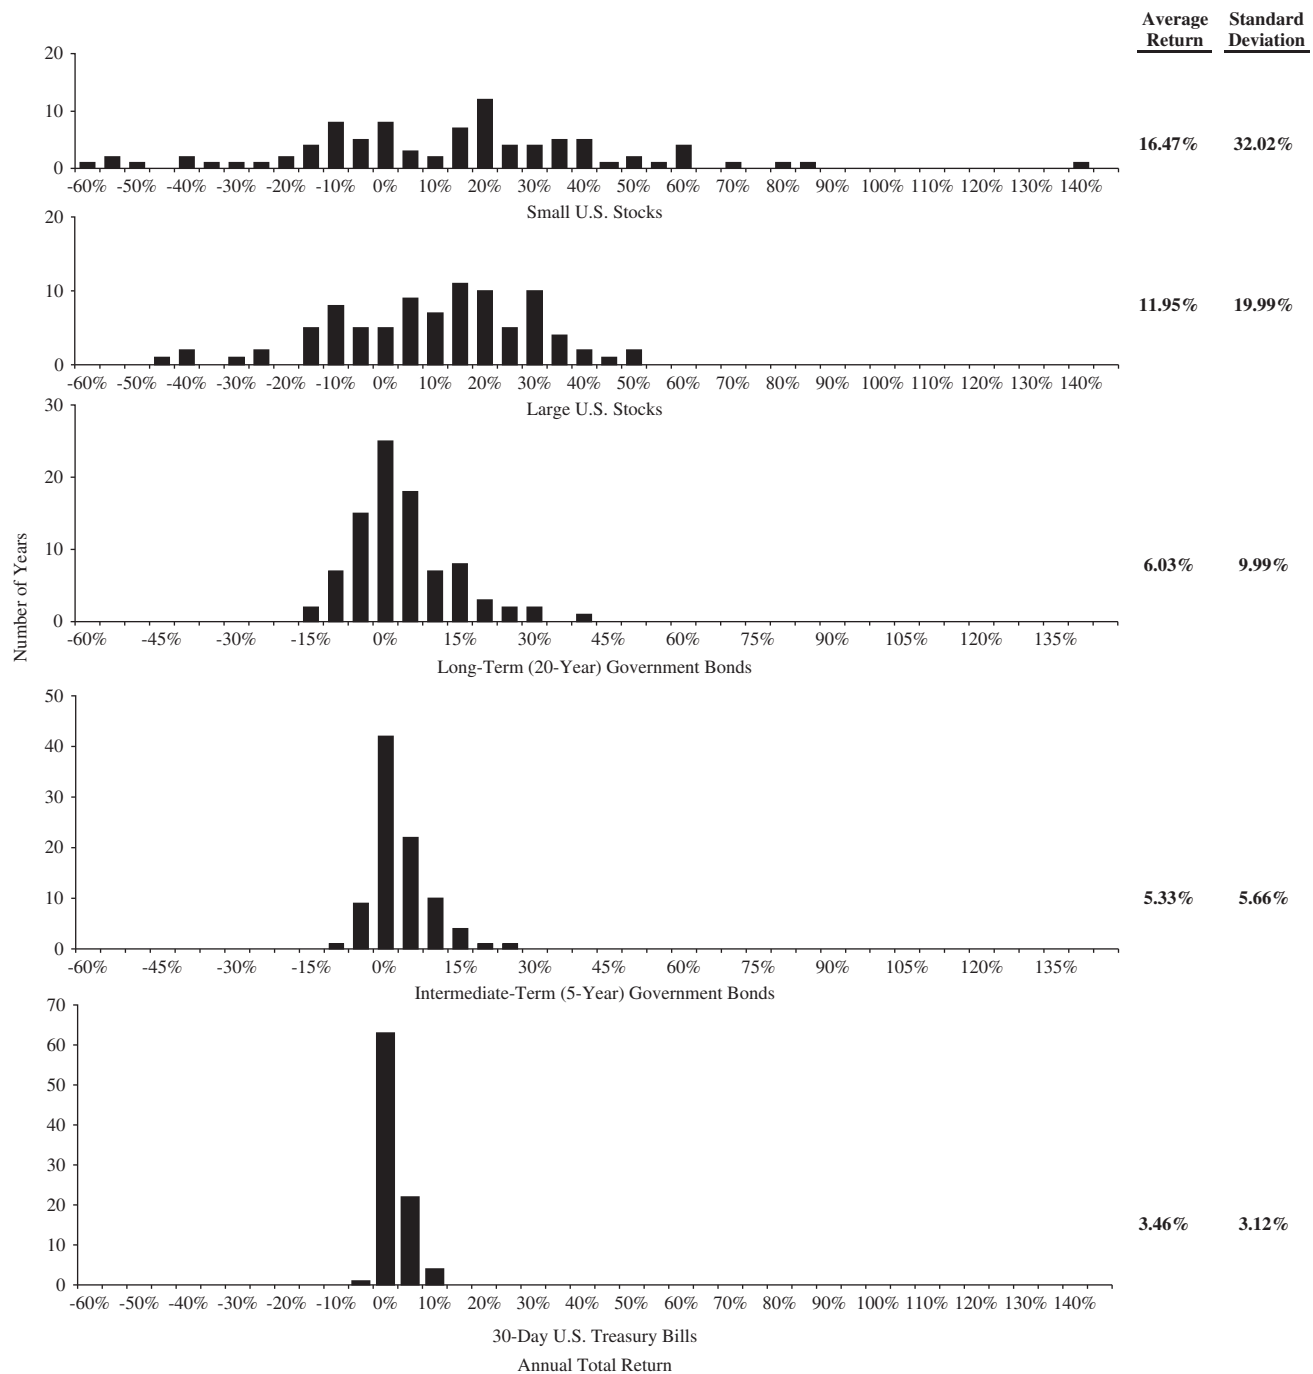 Average Standard
Return Deviation
20
10
0
16.47% 32.02%
-60% -50% -40% -30% -20% -10% 0% 10% 20% 30% 40% 50% 60% 70% 80% 90% 100% 110% 120% 130% 140%
Small U.S. Stocks
20
10
0
11.95% 19.99%
-60% -50% -40% -30% -20% -10% 0% 10% 20% 30% 40% 50% 60% 70% 80% 90% 100% 110% 120% 130% 140%
Large U.S. Stocks
Number of Years
30
20
10
0
6.03% 9.99%
-60% -45% -30% -15% 0% 15% 30% 45% 60% 75% 90% 105% 120% 135%
Long-Term (20-Year) Government Bonds
50
40
30
20
10
0
5.33% 5.66%
-60% -45% -30% -15% 0% 15% 30% 45% 60% 75% 90% 105% 120% 135%
Intermediate-Term (5-Year) Government Bonds
70
60
50
40
30
20
10
0
3.46% 3.12%
-60% -50% -40% -30% -20% -10% 0% 10% 20% 30% 40% 50% 60% 70% 80% 90% 100% 110% 120% 130% 140%
30-Day U.S. Treasury Bills
Annual Total Return